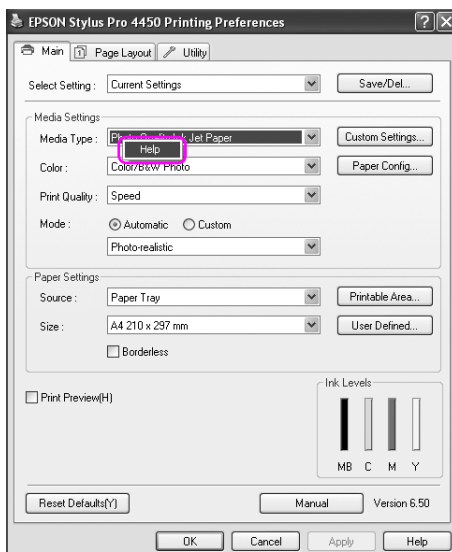 EPSON Stylus Pro 4450 Printing Preferences
Main Page Layout Utility
Select Setting : Current Settings Save/Del...
Media Settings
Media Type : Jet Paper Custom Settings...
Help
Color : Color/B&W Photo Paper Config...
Print Quality : Speed
Mode : Automatic Custom
Photo-realistic
Paper Settings
Source : Paper Tray Printable Area...
Size : A4 210 x 297 mm User Defined...
Borderless
Print Preview(H)
Ink Levels
MB C M Y
Reset Defaults(Y) Manual Version 6.50
OK Cancel Apply Help